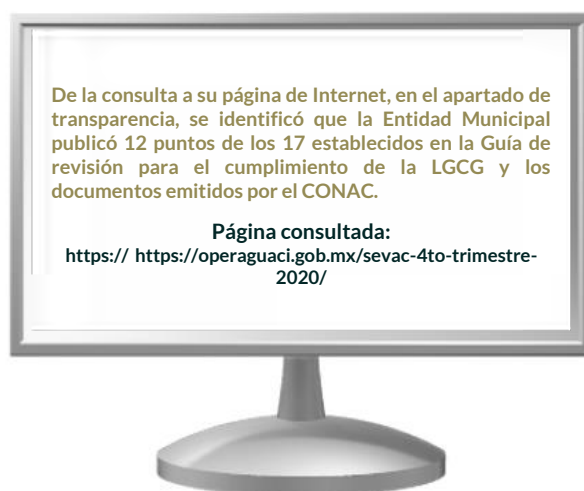 De la consulta a su página de Internet, en el apartado de
transparencia, se identificó que la Entidad Municipal
publicó 12 puntos de los 17 establecidos en la Guía de
revisión para el cumplimiento de la LGCG y los
documentos emitidos por el CONAC.
Página consultada:
https:// https://operaguaci.gob.mx/sevac-4to-trimestre-
2020/